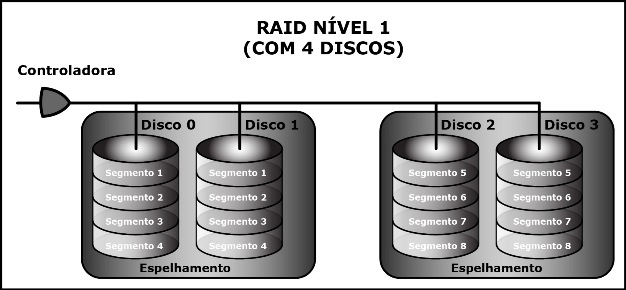 RAID NÍVEL 1
(COM 4 DISCOS)
Controladora
Disco 0
Disco 1
Disco 2
Disco 3
Segmento 1
Segmento 2
Segmento 3
Segmento 4
Segmento 1
Segmento 2
Segmento 3
Segmento 4
Segmento 5
Segmento 6
Segmento 7
Segmento 8
Segmento 5
Segmento 6
Segmento 7
Segmento 8
Espelhamento
Espelhamento